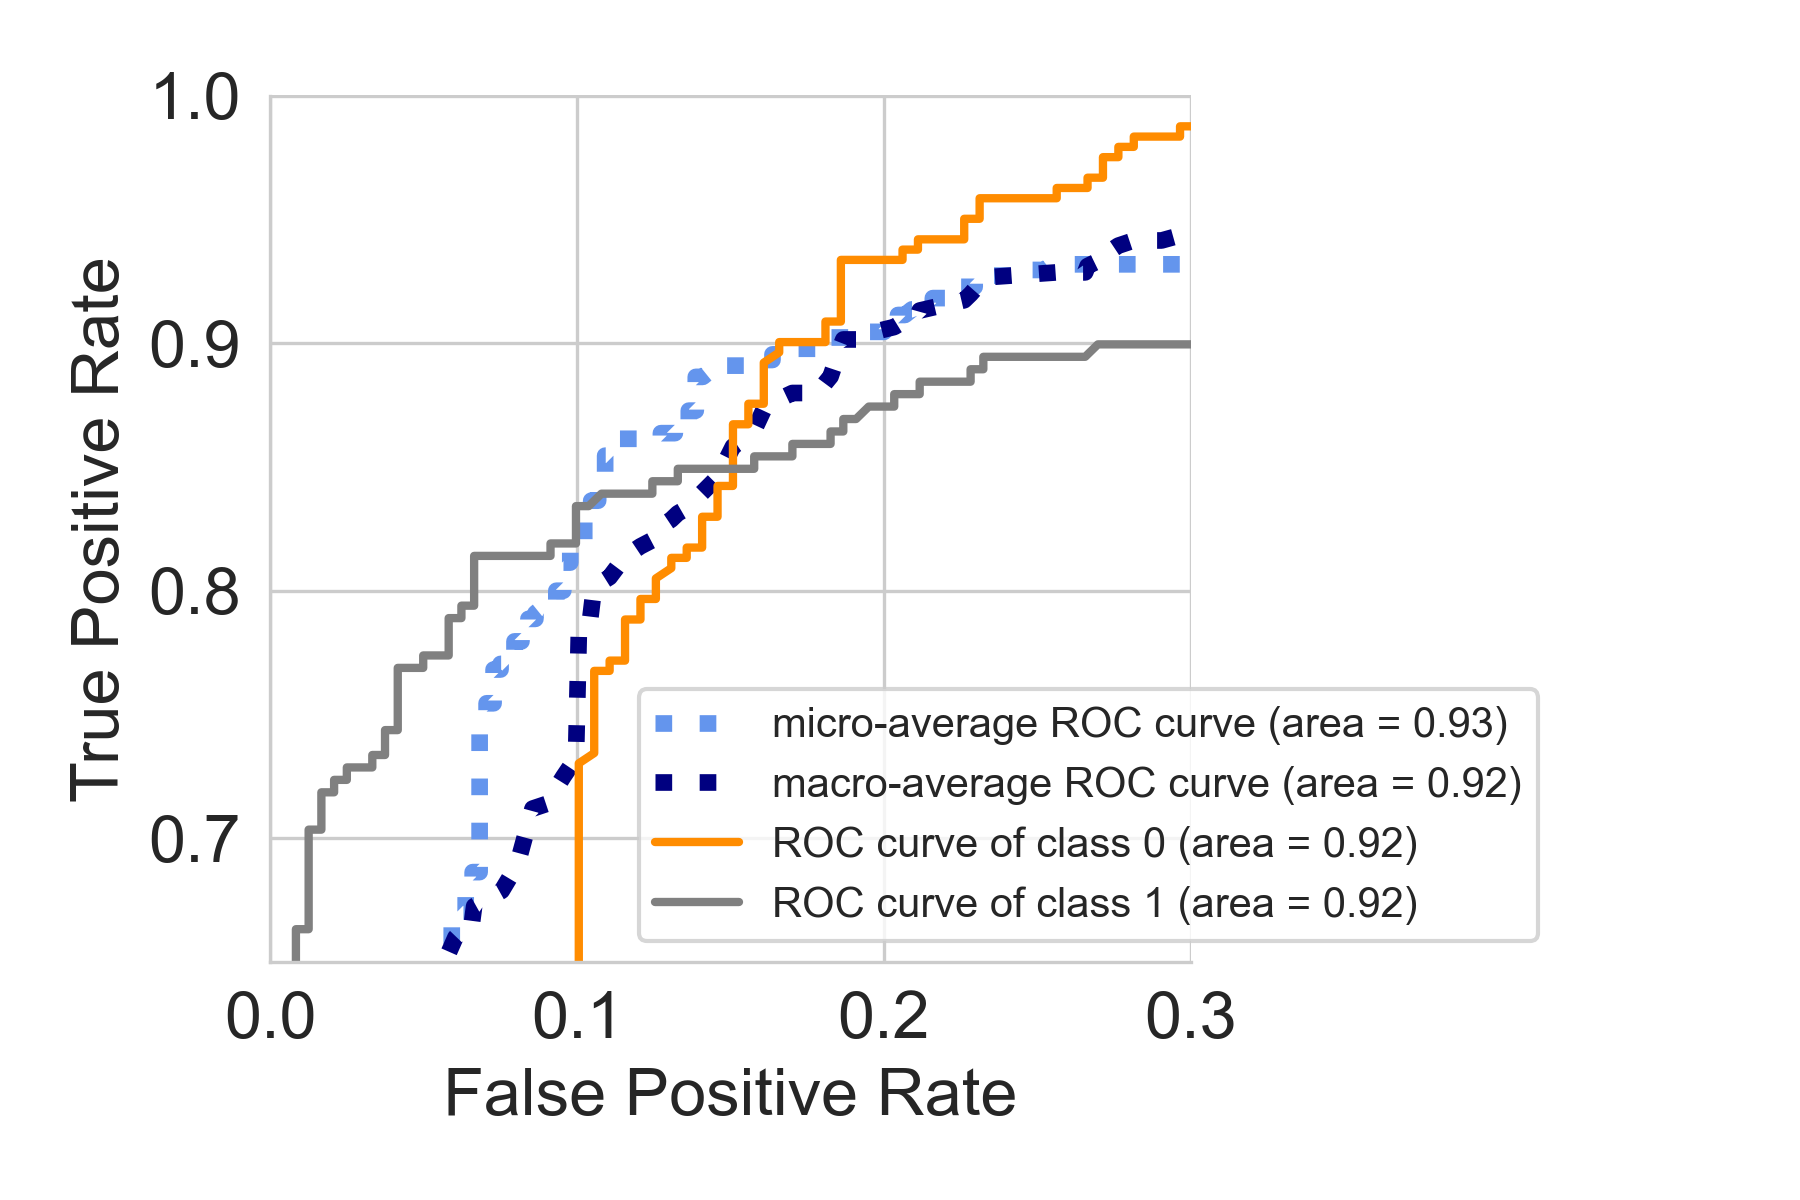 1.0
0.9
0.8
0.7
True Positive Rate
micro-average ROC curve (area = 0.93)
macro-average ROC curve (area = 0.92)
ROC curve of class 0 (area = 0.92)
ROC curve of class 1 (area = 0.92)
0.0 0.1 0.2 0.3
False Positive Rate